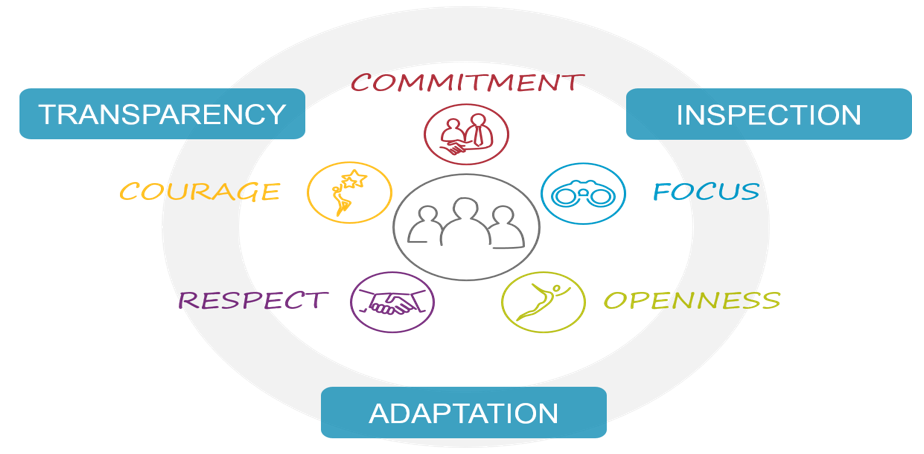 COMMITMENT
TRANSPARENCY
INSPECTION
COURAGE
FOCUS
RESPECT
OPENNESS
ADAPTATION